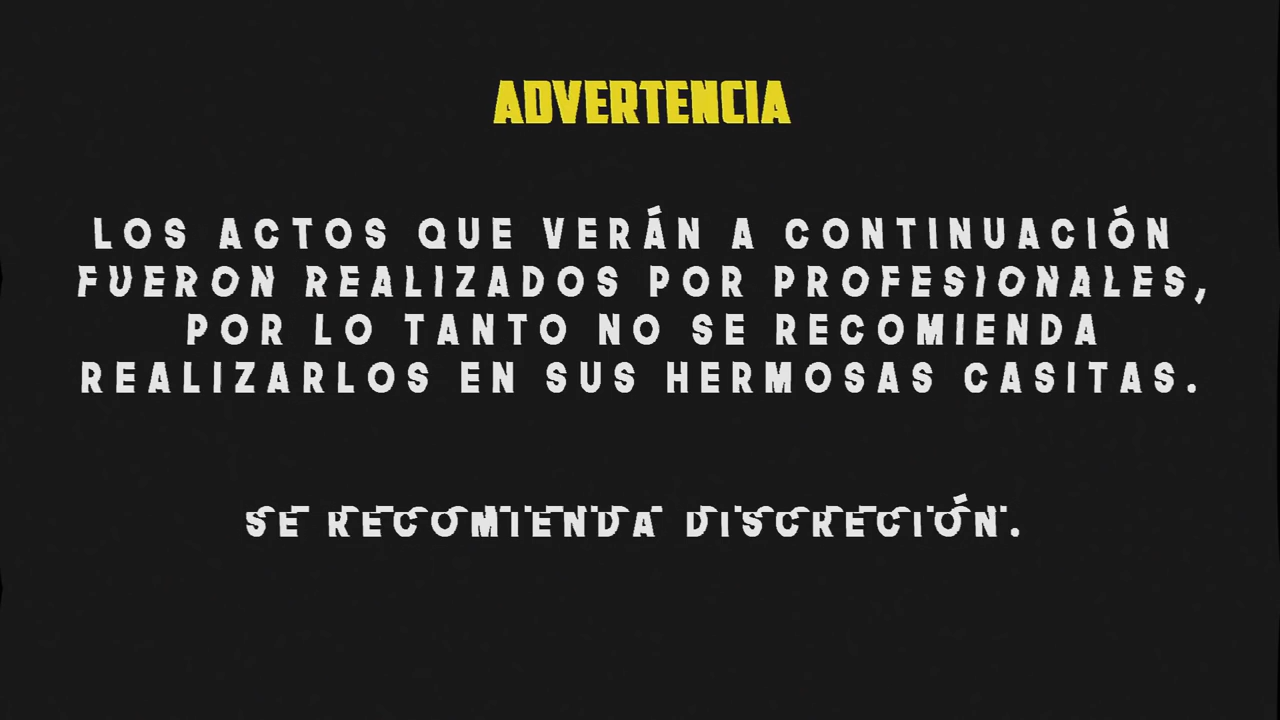 ADVERTENCIA
LOS ACTOS QUE VERÁN A CONTINUACIÓN
FUERON REALIZADOS POR PROFESIONALES,
POR LO TANTO NO SE RECOMIENDA
REALIZARLOS EN SUS HERMOSAS CASITAS.
SE RECOMIENDA DISCRECIÓN.